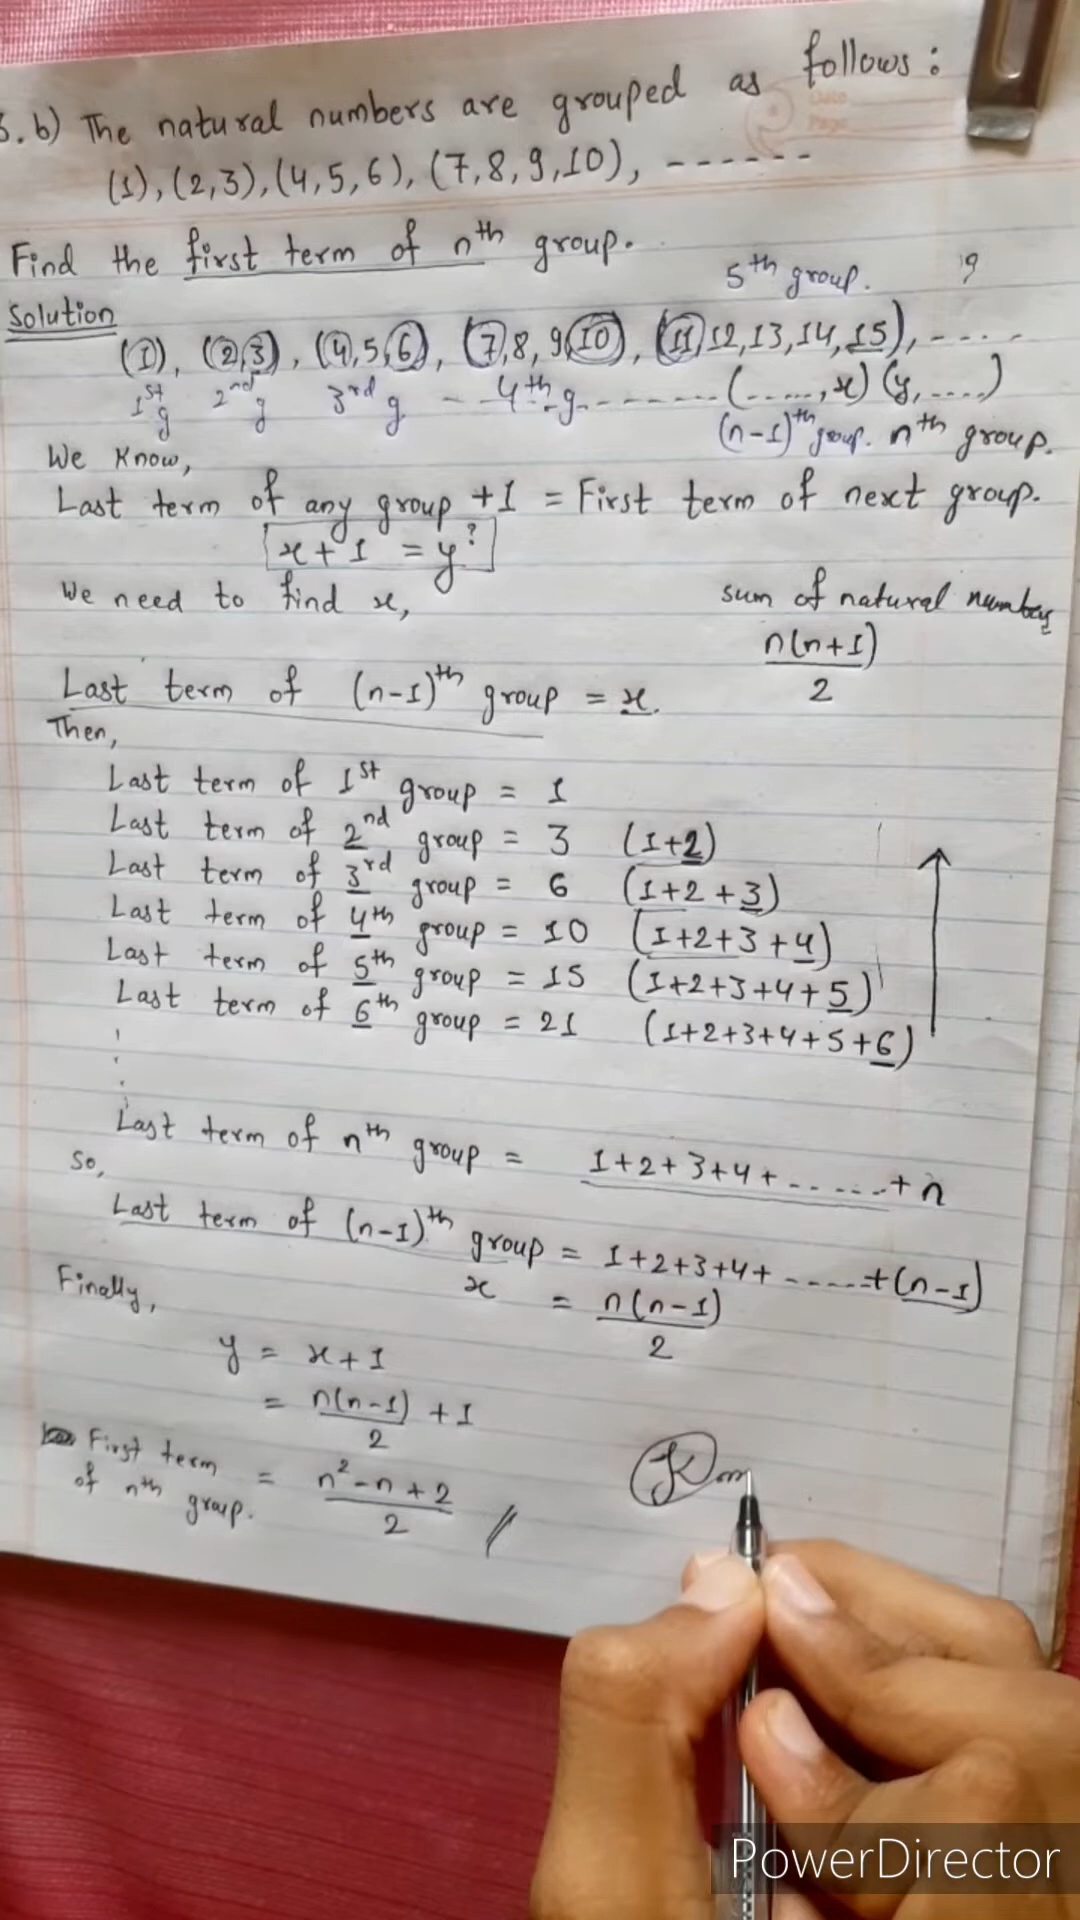 3.b) The natural numbers are grouped as follows:
(1), (2,3), (4,5,6), (7,8,9,10), ------
Find the first term of nth group.
5th group.
Solution
(1), (2,3), (4,5,6), (7,8,9,10), (11,12,13,14,15), -....
1st g 2nd g 3rd g --4th g.-------(....., x) (y,.....)
(n-1)th group. nth group.
We Know,
Last term of any group +1 = First term of next group.
x+1 = y?
We need to find x,
sum of natural number
n(n+1)
2
Last term of (n-1)th group = x.
Then,
Last term of 1st group = 1
Last term of 2nd group = 3 (1+2)
Last term of 3rd group = 6 (1+2+3)
Last term of 4th group = 10 (1+2+3+4)
Last term of 5th group = 15 (1+2+3+4+5)
Last term of 6th group = 21 (1+2+3+4+5+6)
Last term of nth group = 1+2+3+4+......+n
So,
Last term of (n-1)th group = 1+2+3+4+.....+(n-1)
x = n(n-1)
2
Finally,
y = x+1
= n(n-1) + 1
2
First term of nth group. = n²-n+2
2
PowerDirector